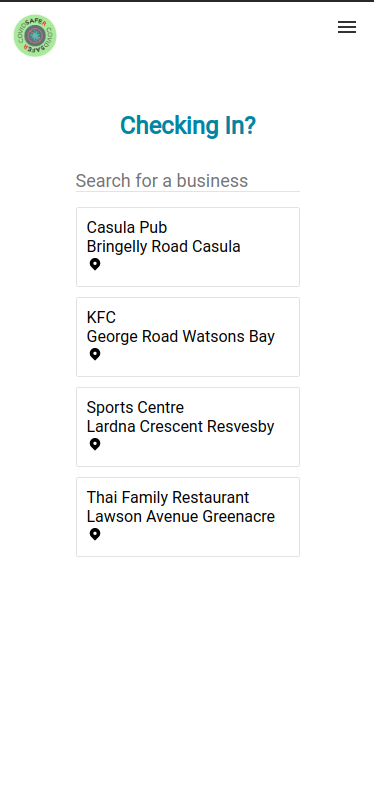 COVIDSAFER COVIDSAFER
Checking In?
Search for a business
Casula Pub
Bringelly Road Casula
KFC
George Road Watsons Bay
Sports Centre
Lardna Crescent Resvesby
Thai Family Restaurant
Lawson Avenue Greenacre